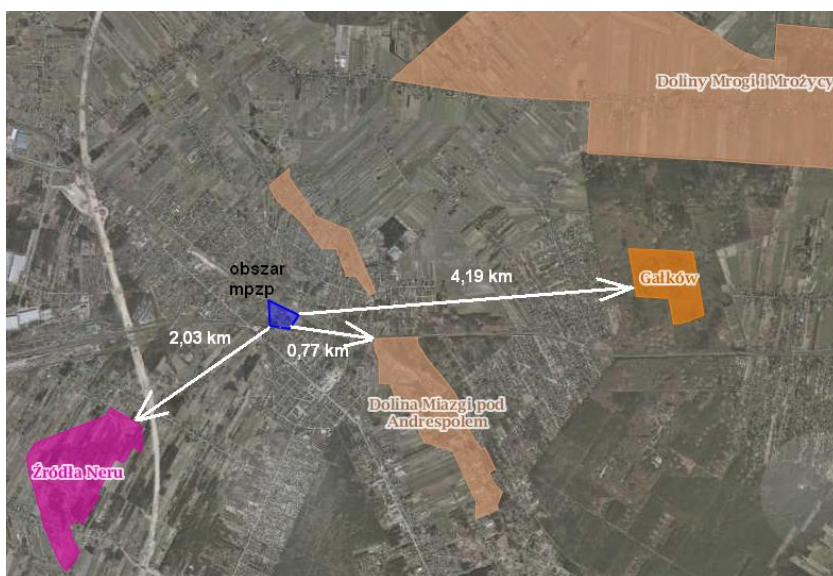 Doliny Mrogi i Mrożycy
obszar
mpzp
4,19 km
Gałków
2,03 km
0,77 km
Dolina Miazgi pod
Andrespolem
Źródła Neru